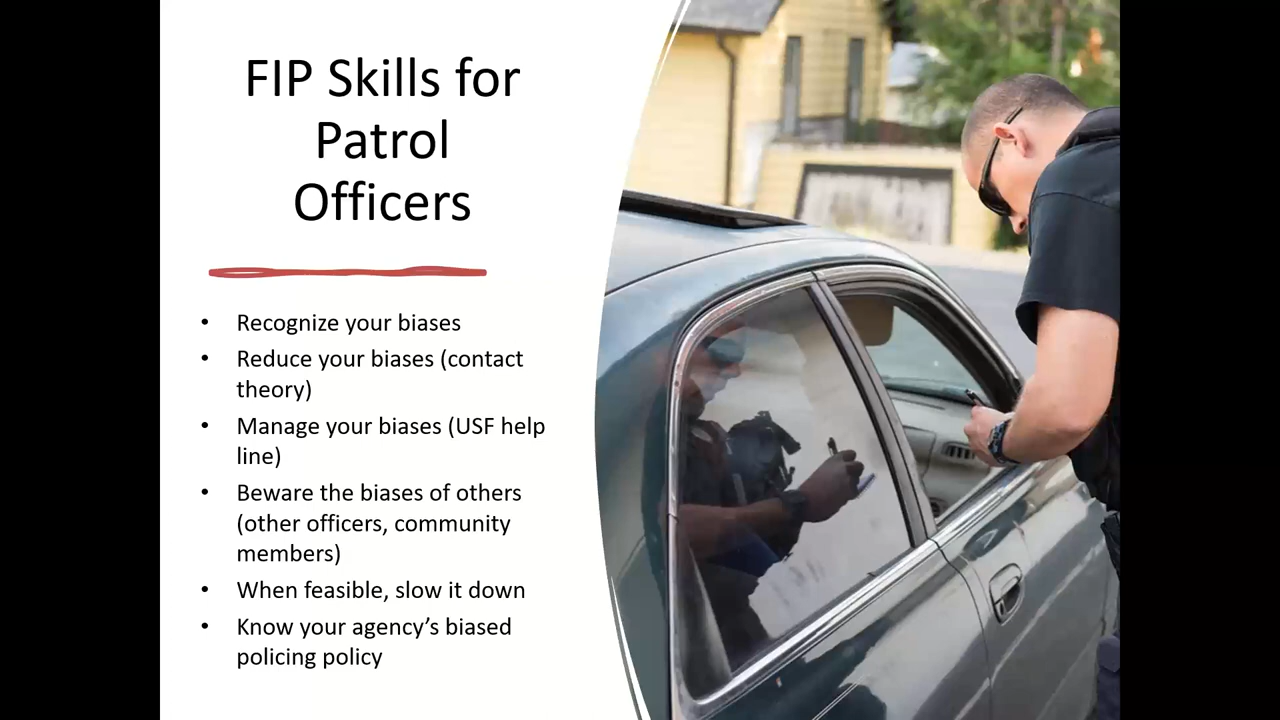 FIP Skills for
Patrol
Officers
• Recognize your biases
• Reduce your biases (contact
theory)
• Manage your biases (USF help
line)
• Beware the biases of others
(other officers, community
members)
• When feasible, slow it down
• Know your agency’s biased
policing policy